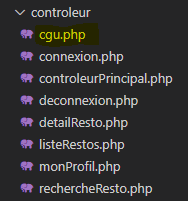 controleur
cgu.php
connexion.php
controleurPrincipal.php
deconnexion.php
detailResto.php
listeRestos.php
monProfil.php
rechercheResto.php